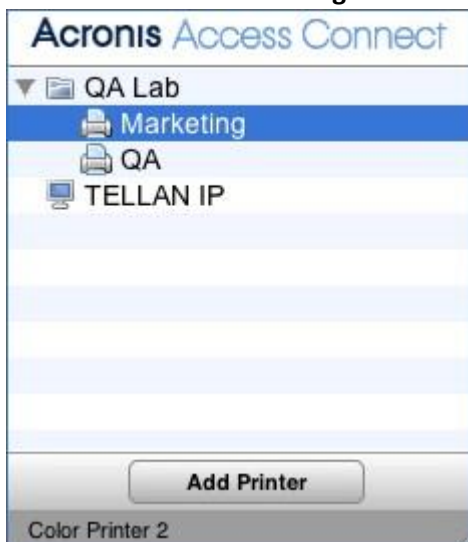 Acronis Access Connect
QA Lab
Marketing
QA
TELLAN IP
Add Printer
Color Printer 2